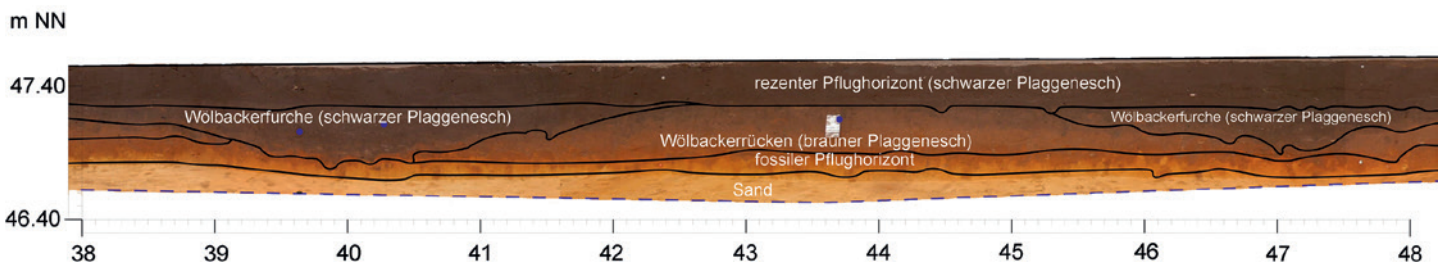 m NN
47.40
rezenter Pflughorizont (schwarzer Plaggenesch)
Wölbackerfurche (schwarzer Plaggenesch)
Wölbackerfurche (schwarzer Plaggenesch)
Wölbackerrücken (brauner Plaggenesch)
fossiler Pflughorizont
Sand
46.40
38 39 40 41 42 43 44 45 46 47 48